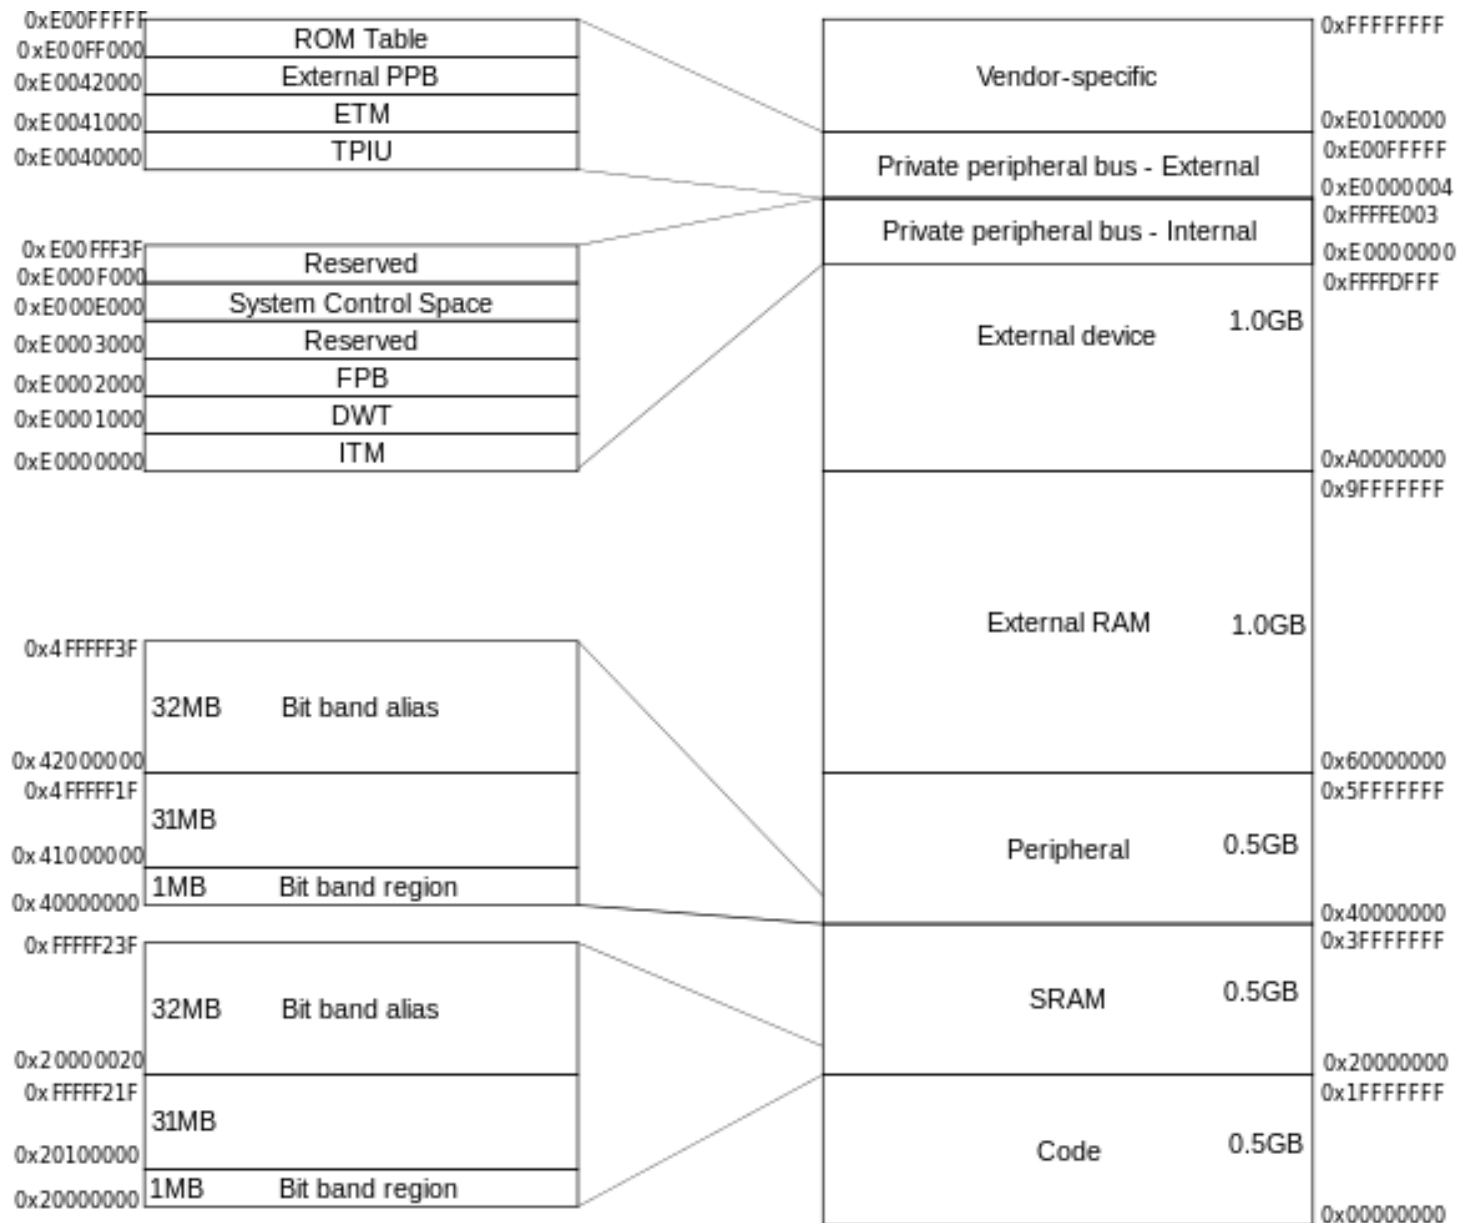 0xE00FFFFF
ROM Table
0xE00FF000
External PPB
0xE0042000
ETM
0xE0041000
TPIU
0xE0040000
0xE00FFF3F
Reserved
0xE000F000
System Control Space
0xE000E000
Reserved
0xE0003000
FPB
0xE0002000
DWT
0xE0001000
ITM
0xE0000000
0x4FFFFF3F
32MB Bit band alias
0x42000000
0x4FFFFF1F
31MB
0x41000000
1MB Bit band region
0x40000000
0xFFFFF23F
32MB Bit band alias
0x20000020
0xFFFFF21F
31MB
0x20100000
1MB Bit band region
0x20000000
0xFFFFFFFF
Vendor-specific
0xE0100000
0xE00FFFFF
Private peripheral bus - External
0xE0000004
0xFFFFE003
Private peripheral bus - Internal
0xE0000000
0xFFFFDFFF
1.0GB
External device
0xA0000000
0x9FFFFFFF
External RAM 1.0GB
0x60000000
0x5FFFFFFF
Peripheral 0.5GB
0x40000000
0x3FFFFFFF
SRAM 0.5GB
0x20000000
0x1FFFFFFF
Code 0.5GB
0x00000000